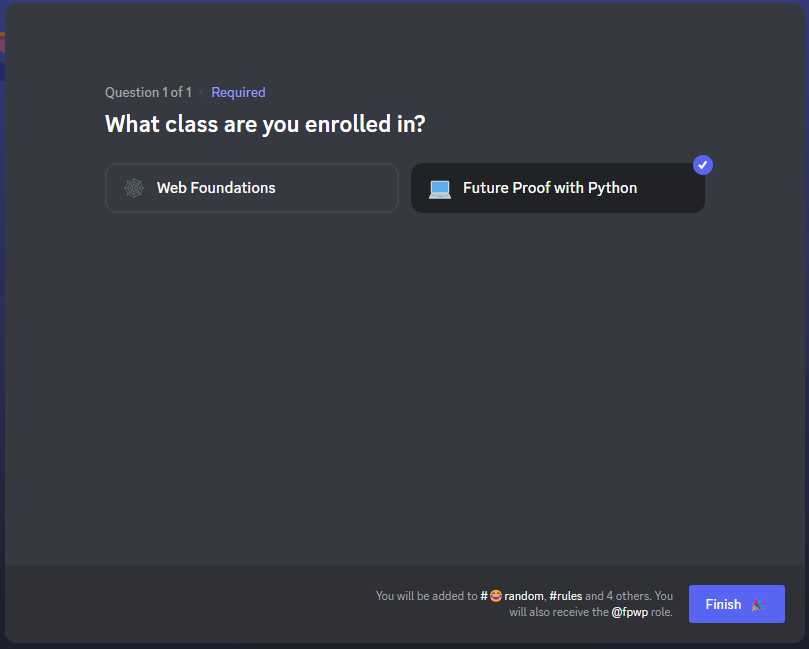 Question 1 of 1 • Required
What class are you enrolled in?
🕸 Web Foundations
💻 Future Proof with Python
You will be added to #🥰random, #rules and 4 others. You
will also receive the @fpwp role.
Finish 🎉